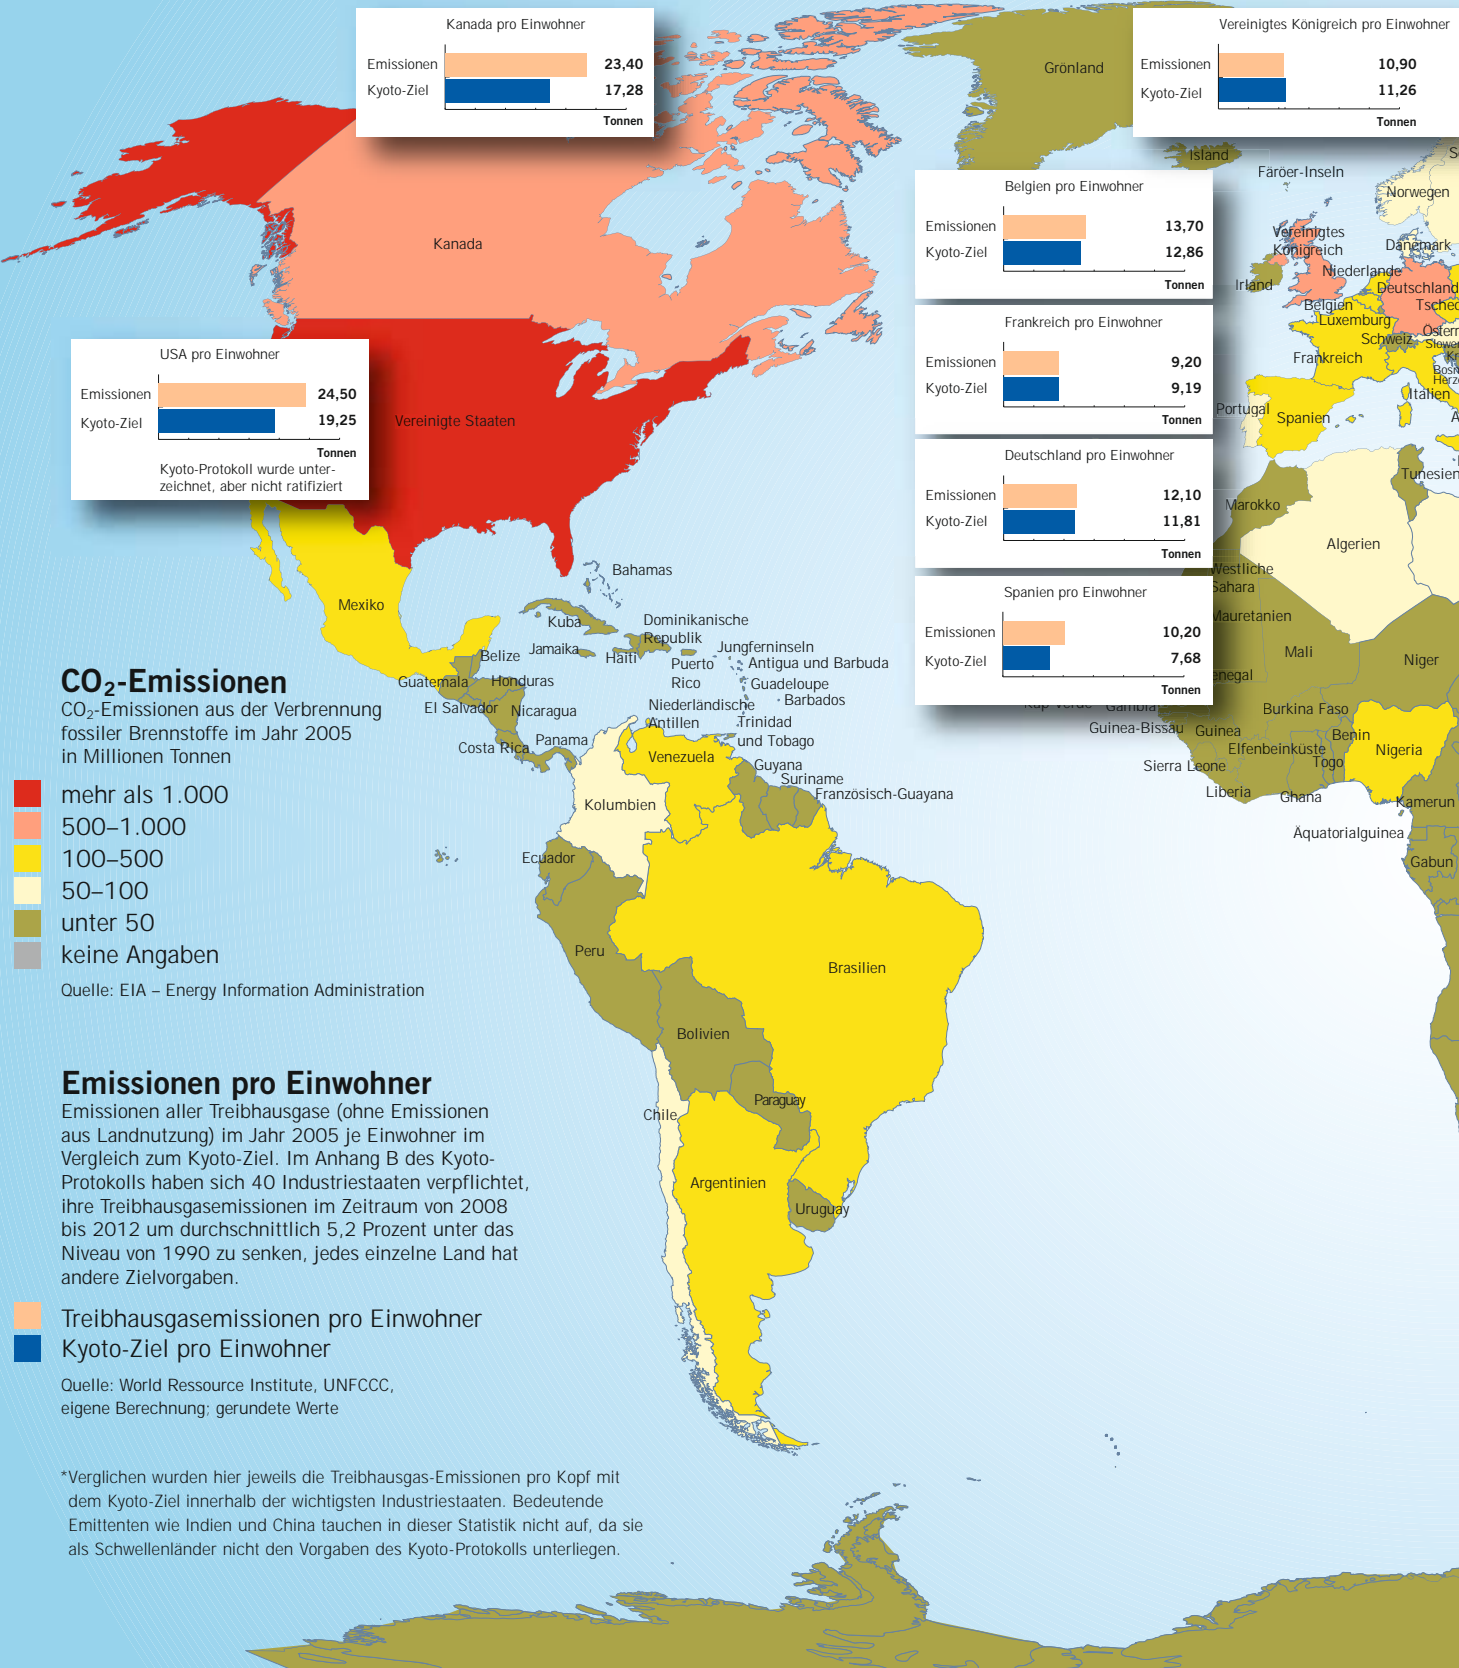 Kanada pro Einwohner
Emissionen 23,40
Kyoto-Ziel 17,28
Tonnen
Vereinigtes Königreich pro Einwohner
Emissionen 10,90
Kyoto-Ziel 11,26
Tonnen
Grönland
Island
Färöer-Inseln
Norwegen
Belgien pro Einwohner
Emissionen 13,70
Kyoto-Ziel 12,86
Tonnen
Kanada
Vereinigtes
Königreich
Dänemark
Niederlande
Irland
Deutschland
Belgien
Luxemburg
Schweiz
Frankreich
Italien
Portugal
Spanien
Frankreich pro Einwohner
Emissionen 9,20
Kyoto-Ziel 9,19
Tonnen
USA pro Einwohner
Emissionen 24,50
Kyoto-Ziel 19,25
Tonnen
Kyoto-Protokoll wurde unter-
zeichnet, aber nicht ratifiziert
Vereinigte Staaten
Deutschland pro Einwohner
Emissionen 12,10
Kyoto-Ziel 11,81
Tonnen
Tunesien
Marokko
Algerien
Westliche
Sahara
Mauretanien
Mali
Niger
Spanien pro Einwohner
Emissionen 10,20
Kyoto-Ziel 7,68
Tonnen
Bahamas
Mexiko
Kuba
Dominikanische
Republik
Jamaika
Haiti
Jungferninseln
Belize
Puerto
Rico
Antigua und Barbuda
Guatemala
Honduras
Guadeloupe
Barbados
El Salvador
Nicaragua
Niederländische
Antillen
Trinidad
und Tobago
Costa Rica
Panama
Venezuela
Guyana
Suriname
Französisch-Guayana
Kolumbien
Ecuador
Peru
Brasilien
Bolivien
Paraguay
Chile
Argentinien
Uruguay
Kap Verde
Gambia
Guinea-Bissau
Guinea
Burkina Faso
Benin
Elfenbeinküste
Togo
Nigeria
Sierra Leone
Liberia
Ghana
Kamerun
Äquatorialguinea
Gabun
CO₂-Emissionen
CO₂-Emissionen aus der Verbrennung
fossiler Brennstoffe im Jahr 2005
in Millionen Tonnen
mehr als 1.000
500–1.000
100–500
50–100
unter 50
keine Angaben
Quelle: EIA – Energy Information Administration
Emissionen pro Einwohner
Emissionen aller Treibhausgase (ohne Emissionen
aus Landnutzung) im Jahr 2005 je Einwohner im
Vergleich zum Kyoto-Ziel. Im Anhang B des Kyoto-
Protokolls haben sich 40 Industriestaaten verpflichtet,
ihre Treibhausgasemissionen im Zeitraum von 2008
bis 2012 um durchschnittlich 5,2 Prozent unter das
Niveau von 1990 zu senken, jedes einzelne Land hat
andere Zielvorgaben.
Treibhausgasemissionen pro Einwohner
Kyoto-Ziel pro Einwohner
Quelle: World Ressource Institute, UNFCCC,
eigene Berechnung; gerundete Werte
*Verglichen wurden hier jeweils die Treibhausgas-Emissionen pro Kopf mit
dem Kyoto-Ziel innerhalb der wichtigsten Industriestaaten. Bedeutende
Emittenten wie Indien und China tauchen in dieser Statistik nicht auf, da sie
als Schwellenländer nicht den Vorgaben des Kyoto-Protokolls unterliegen.